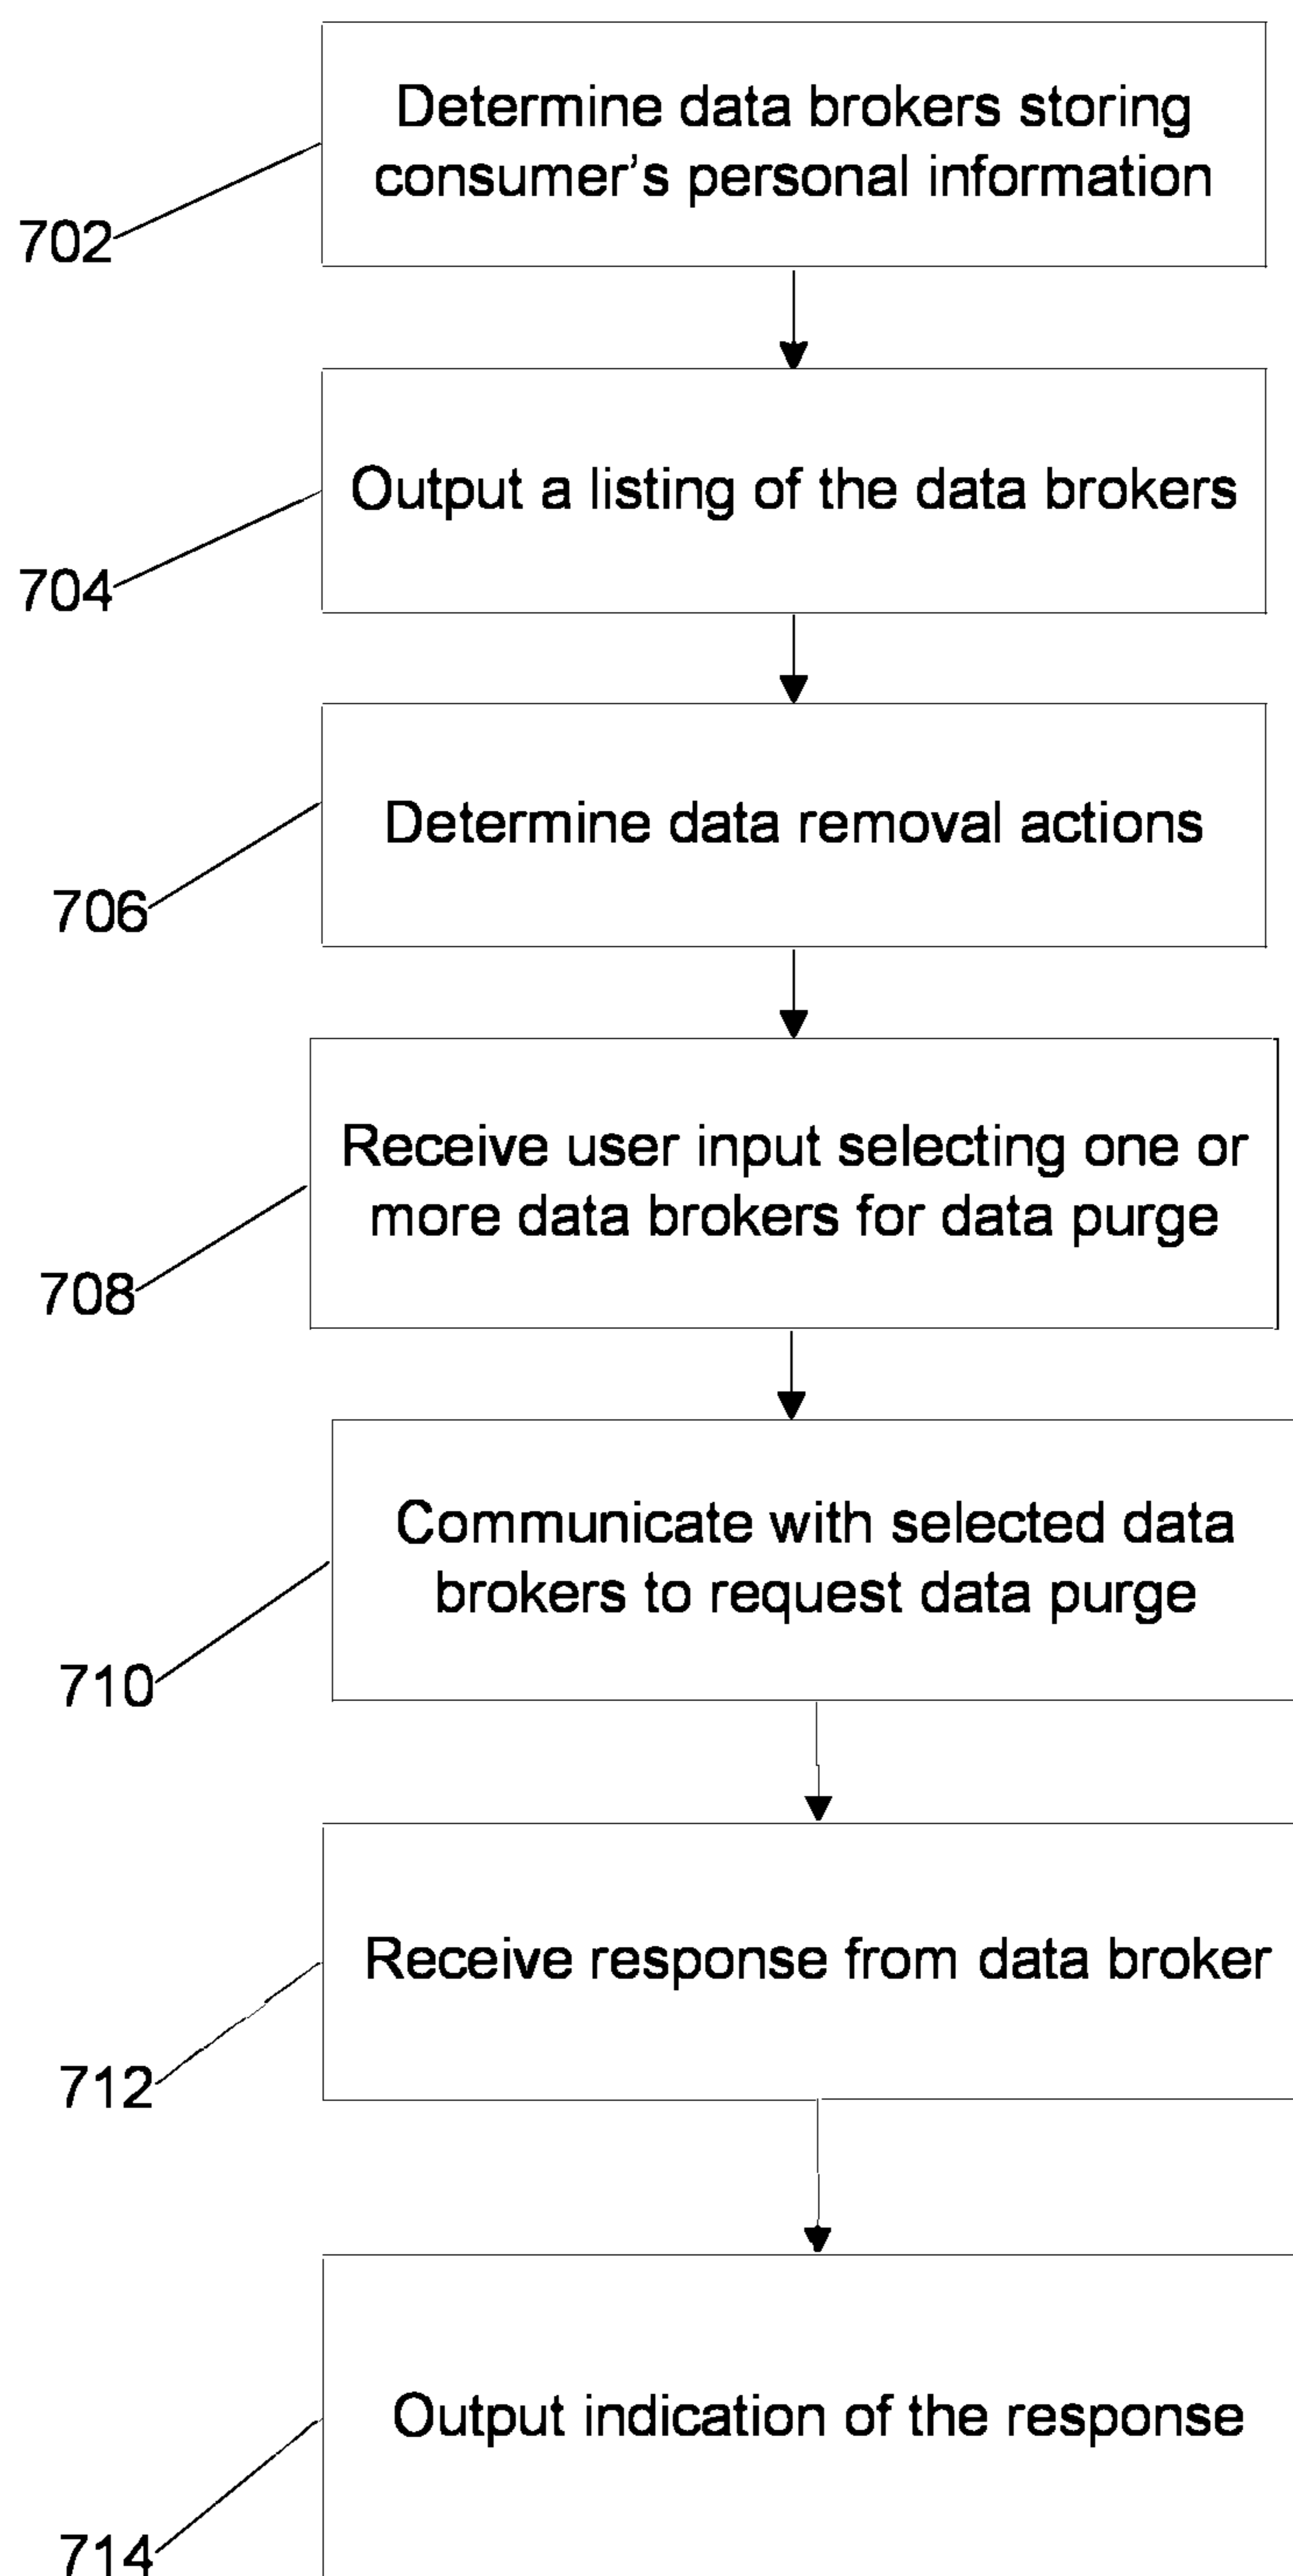 Determine data brokers storing
consumer's personal information
702
Output a listing of the data brokers
704
Determine data removal actions
706
Receive user input selecting one or
more data brokers for data purge
708
Communicate with selected data
brokers to request data purge
710
Receive response from data broker
712
Output indication of the response
714